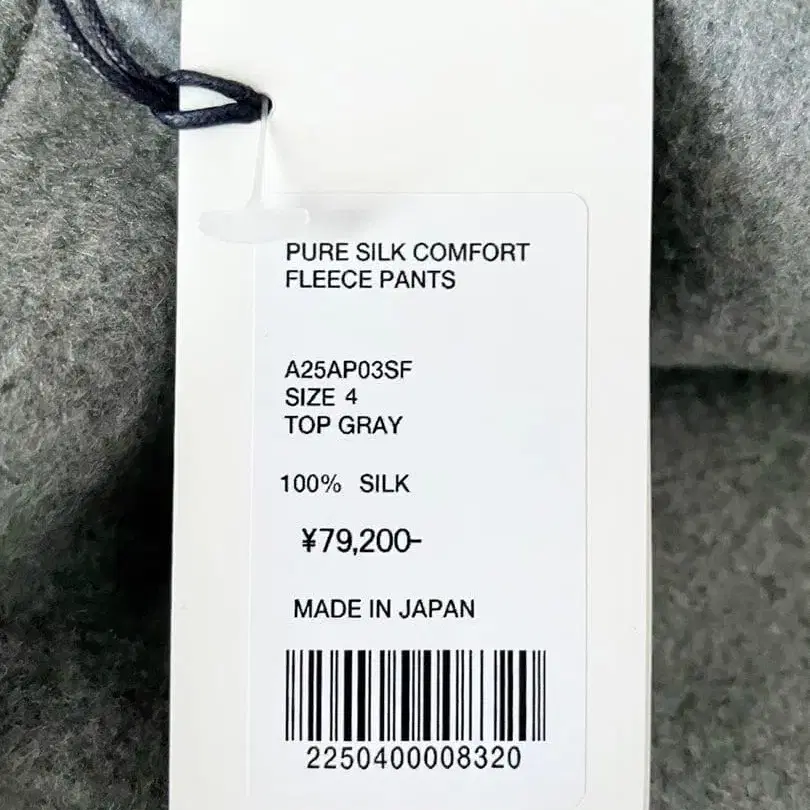 PURE SILK COMFORT
FLEECE PANTS
A25AP03SF
SIZE 4
TOP GRAY
100% SILK
¥79,200-
MADE IN JAPAN
2250400008320